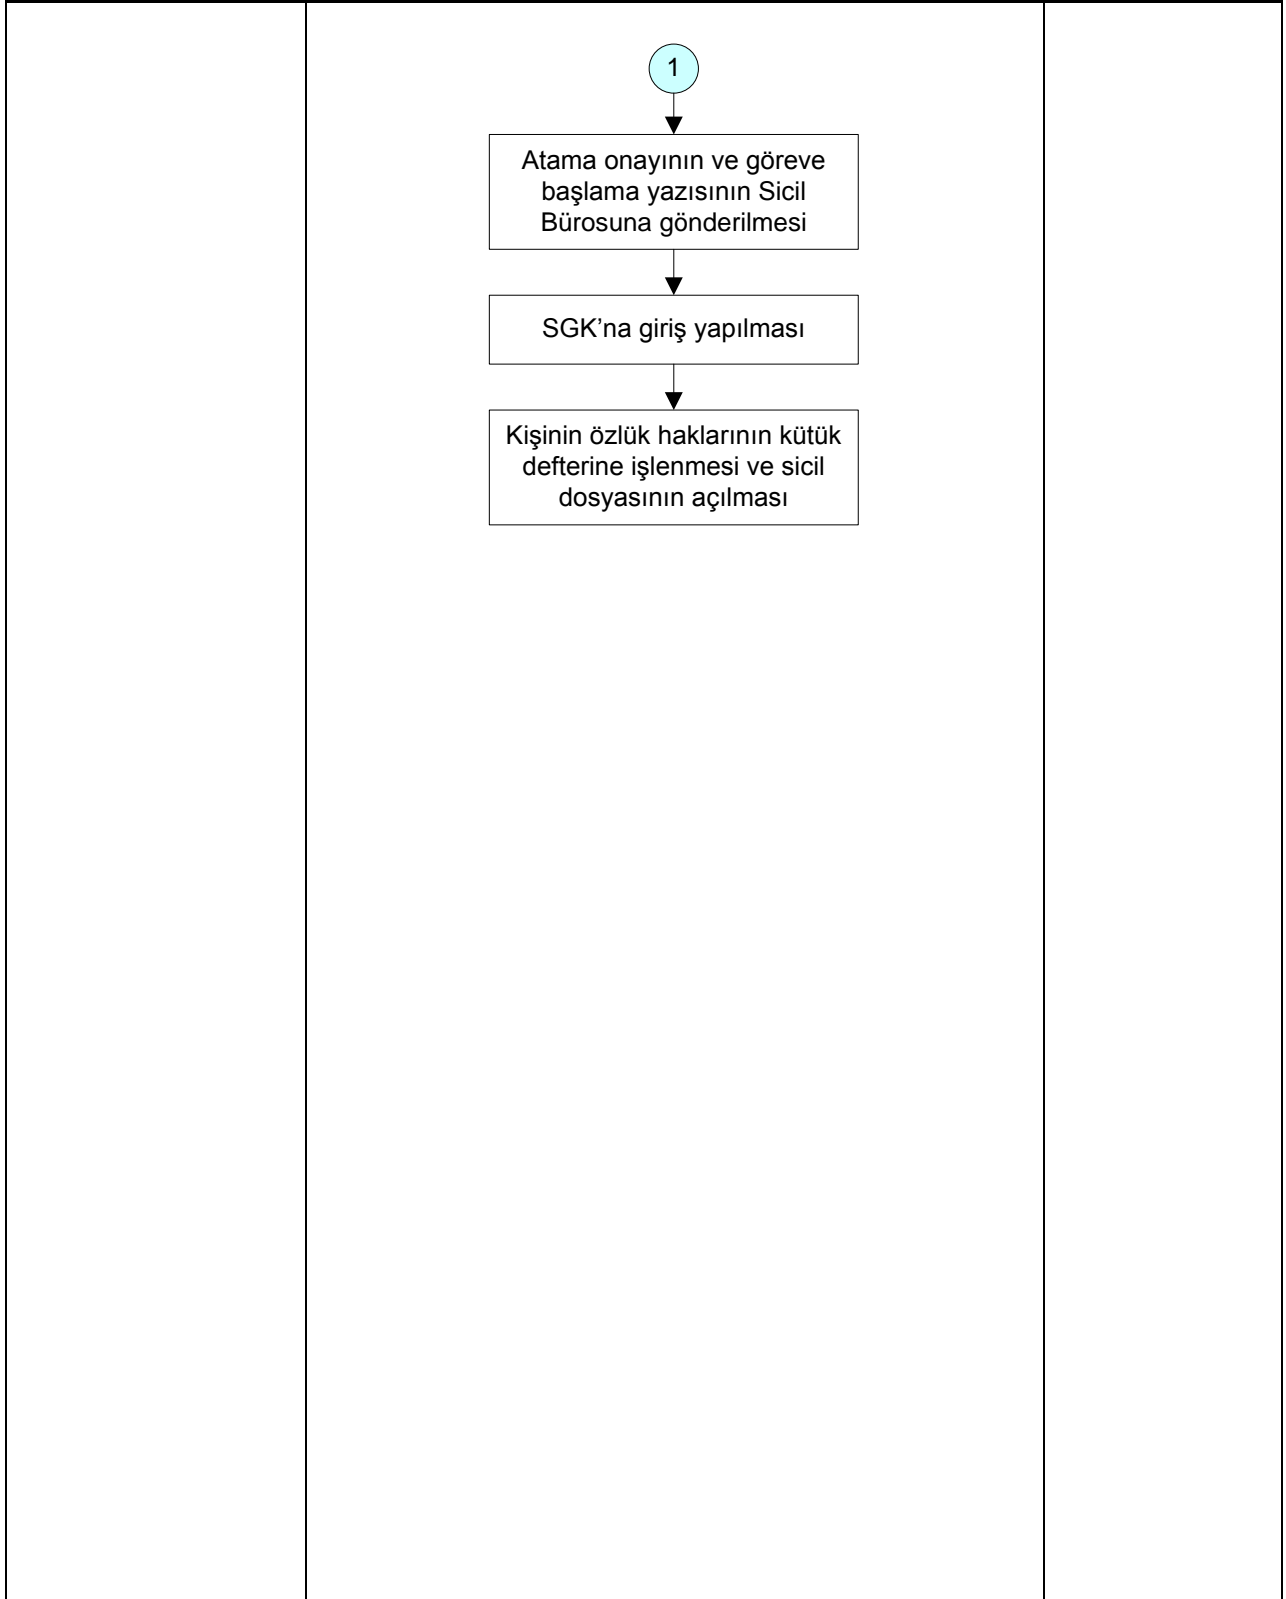 1
Atama onayının ve göreve
başlama yazısının Sicil
Bürosuna gönderilmesi
SGK’na giriş yapılması
Kişinin özlük haklarının kütük
defterine işlenmesi ve sicil
dosyasının açılması